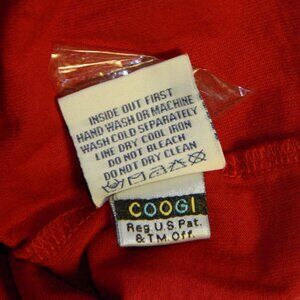 INSIDE OUT FIRST
HAND WASH OR MACHINE
WASH COLD SEPARATELY
LINE DRY COOL IRON
DO NOT BLEACH
DO NOT DRY CLEAN
COOGI
Reg.U.S.Pat.
& T.M.Off.